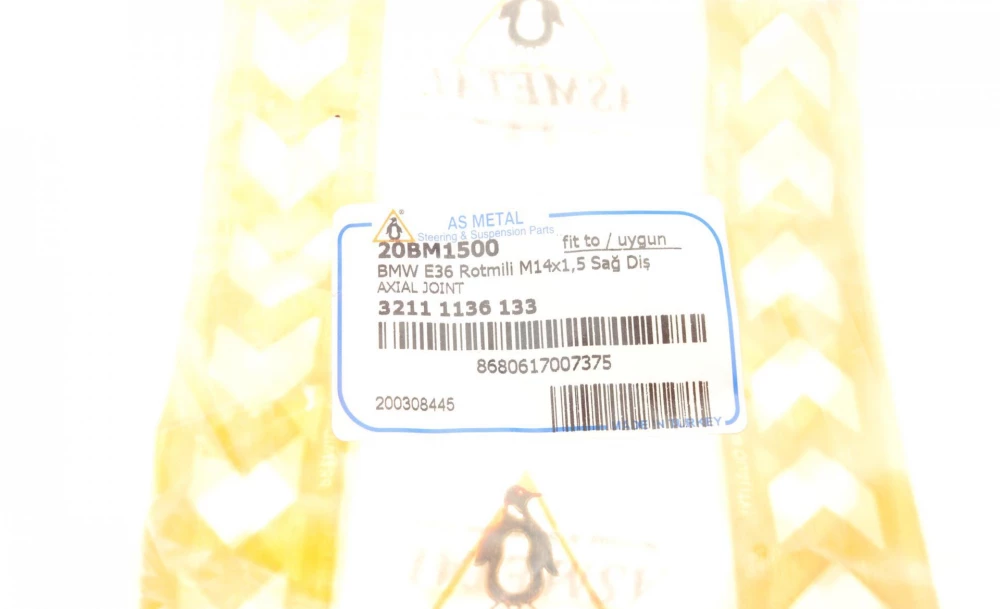 ASMETAL
®
AS METAL
Steering & Suspension Parts
20BM1500 fit to / uygun
BMW E36 Rotmili M14x1,5 Sağ Diş
AXIAL JOINT
3211 1136 133
8680617007375
200308445
MADE IN TURKEY